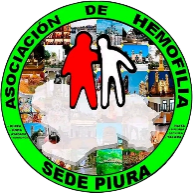 ASOCIACIÓN DE HEMOFILIA
SEDE PIURA